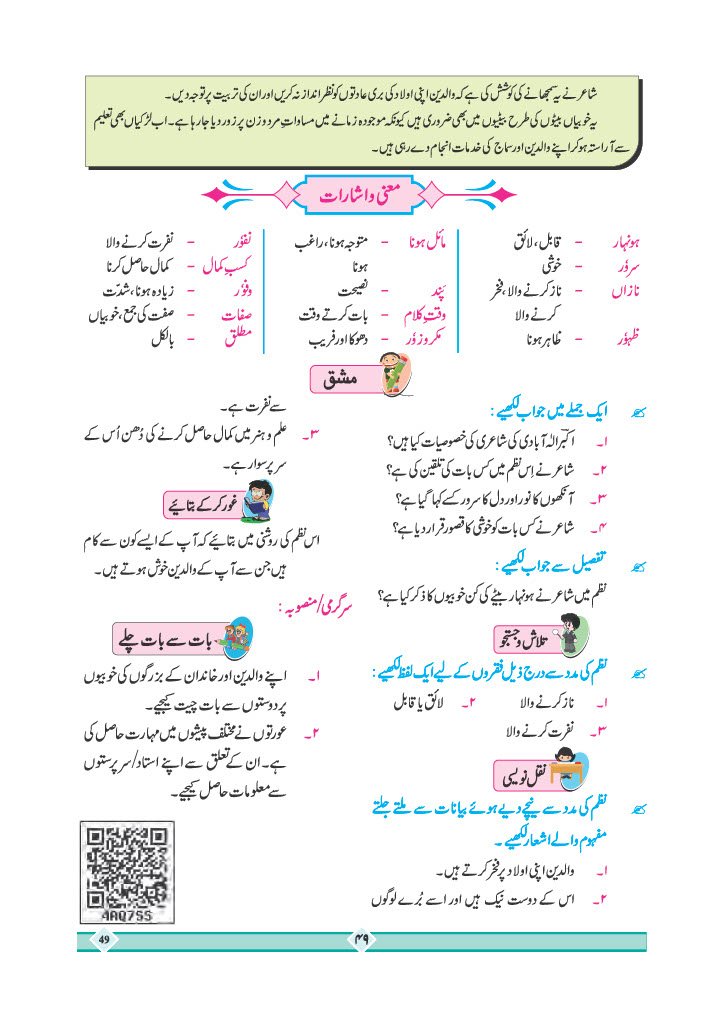 شاعر نے یہ سمجھانے کی کوشش کی ہے کہ والدین اپنی اولاد کی بری عادتوں کو نظر انداز نہ کریں اور ان کی تربیت پر توجہ دیں۔
یہ خوبیاں بیٹوں کی طرح بیٹیوں میں بھی ضروری ہیں کیونکہ موجودہ زمانے میں مساواتِ مرد و زن پر زور دیا جا رہا ہے۔ اب لڑکیاں بھی تعلیم
سے آراستہ ہو کر اپنے والدین اور سماج کی خدمات انجام دے رہی ہیں۔
معنی و اشارات
ہونہار - قابل، لائق
سرور - خوشی
نازاں - ناز کرنے والا، فخر
کرنے والا
ظہور - ظاہر ہونا
مائل ہونا - متوجہ ہونا، راغب
ہونا
پند - نصیحت
وقتِ کلام - بات کرتے وقت
مکر و زور - دھوکا اور فریب
نفور - نفرت کرنے والا
کسبِ کمال - کمال حاصل کرنا
وفور - زیادہ ہونا، شدّت
صفات - صفت کی جمع، خوبیاں
مطلق - بالکل
مشق
ایک جملے میں جواب لکھیے :
۱۔ اکبر الٰہ آبادی کی شاعری کی خصوصیات کیا ہیں؟
۲۔ شاعر نے اِس نظم میں کس بات کی تلقین کی ہے؟
۳۔ آنکھوں کا نور اور دل کا سرور کسے کہا گیا ہے؟
۴۔ شاعر نے کس بات کو خوشی کا قصور قرار دیا ہے؟
تفصیل سے جواب لکھیے :
نظم میں شاعر نے ہونہار بیٹے کی کن خوبیوں کا ذکر کیا ہے؟
تلاش و جستجو
نظم کی مدد سے درج ذیل فقروں کے لیے ایک لفظ لکھیے :
۱۔ ناز کرنے والا ۲۔ لائق یا قابل
۳۔ نفرت کرنے والا
نقل نویسی
نظم کی مدد سے نیچے دیے ہوئے بیانات سے ملتے جلتے
مفہوم والے اشعار لکھیے ۔
۱۔ والدین اپنی اولاد پر فخر کرتے ہیں۔
۲۔ اس کے دوست نیک ہیں اور اسے بُرے لوگوں
سے نفرت ہے۔
۳۔ علم و ہنر میں کمال حاصل کرنے کی دُھن اُس کے
سر پر سوار ہے۔
غور کر کے بتائیے
اس نظم کی روشنی میں بتائیے کہ آپ کے ایسے کون سے کام
ہیں جن سے آپ کے والدین خوش ہوتے ہیں۔
سرگرمی/منصوبہ :
بات سے بات چلے
۱۔ اپنے والدین اور خاندان کے بزرگوں کی خوبیوں
پر دوستوں سے بات چیت کیجیے۔
۲۔ عورتوں نے مختلف پیشوں میں مہارت حاصل کی
ہے۔ ان کے تعلق سے اپنے استاد/سرپرستوں
سے معلومات حاصل کیجیے۔
4AQ7SS
49
۴۹